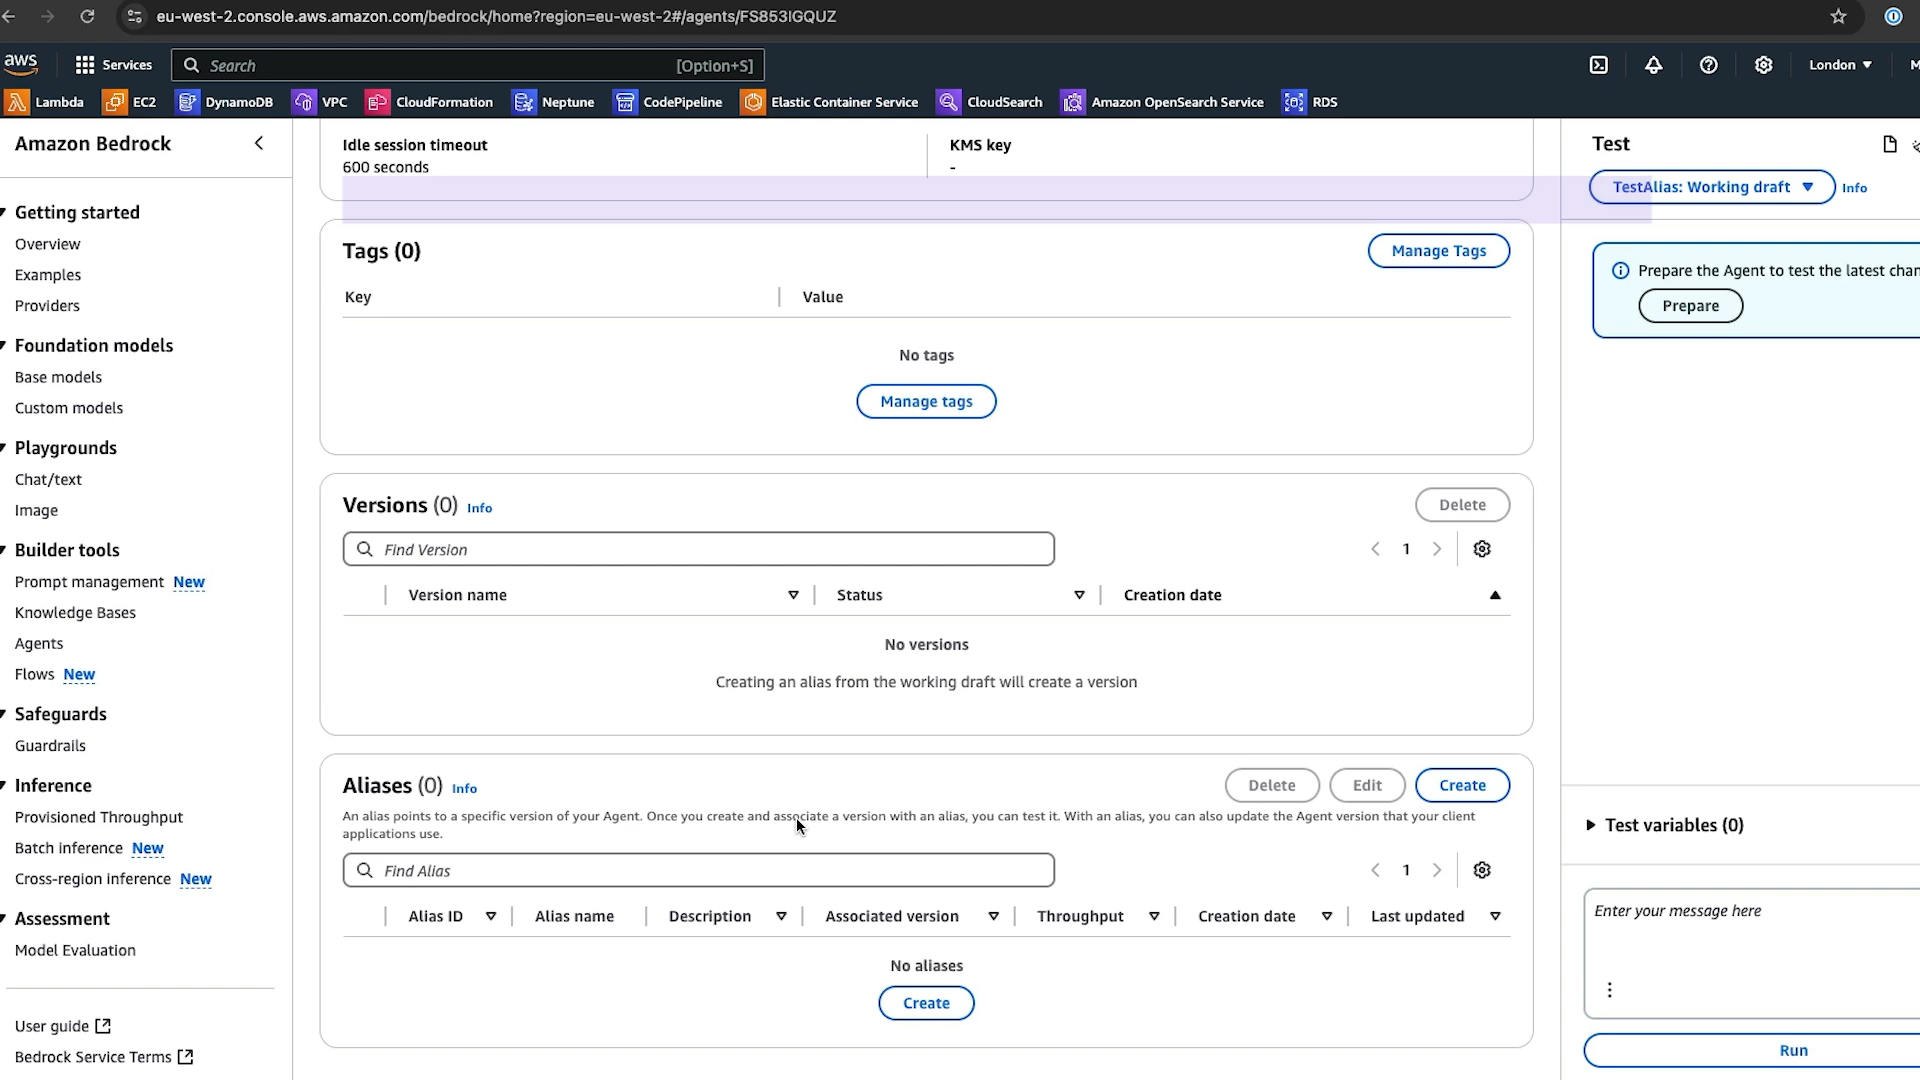 eu-west-2.console.aws.amazon.com/bedrock/home?region=eu-west-2#/agents/FS853IGQUZ
aws
Services
Search
[Option+S]
London
Lambda
EC2
DynamoDB
VPC
CloudFormation
Neptune
CodePipeline
Elastic Container Service
CloudSearch
Amazon OpenSearch Service
RDS
Amazon Bedrock
Getting started
Overview
Examples
Providers
Foundation models
Base models
Custom models
Playgrounds
Chat/text
Image
Builder tools
Prompt management New
Knowledge Bases
Agents
Flows New
Safeguards
Guardrails
Inference
Provisioned Throughput
Batch inference New
Cross-region inference New
Assessment
Model Evaluation
User guide
Bedrock Service Terms
Idle session timeout
600 seconds
KMS key
-
Tags (0)
Manage Tags
Key
Value
No tags
Manage tags
Versions (0) Info
Delete
Find Version
1
Version name
Status
Creation date
No versions
Creating an alias from the working draft will create a version
Aliases (0) Info
Delete
Edit
Create
An alias points to a specific version of your Agent. Once you create and associate a version with an alias, you can test it. With an alias, you can also update the Agent version that your client
applications use.
Find Alias
1
Alias ID
Alias name
Description
Associated version
Throughput
Creation date
Last updated
No aliases
Create
Test
TestAlias: Working draft
Info
Prepare the Agent to test the latest
Prepare
Test variables (0)
Enter your message here
Run